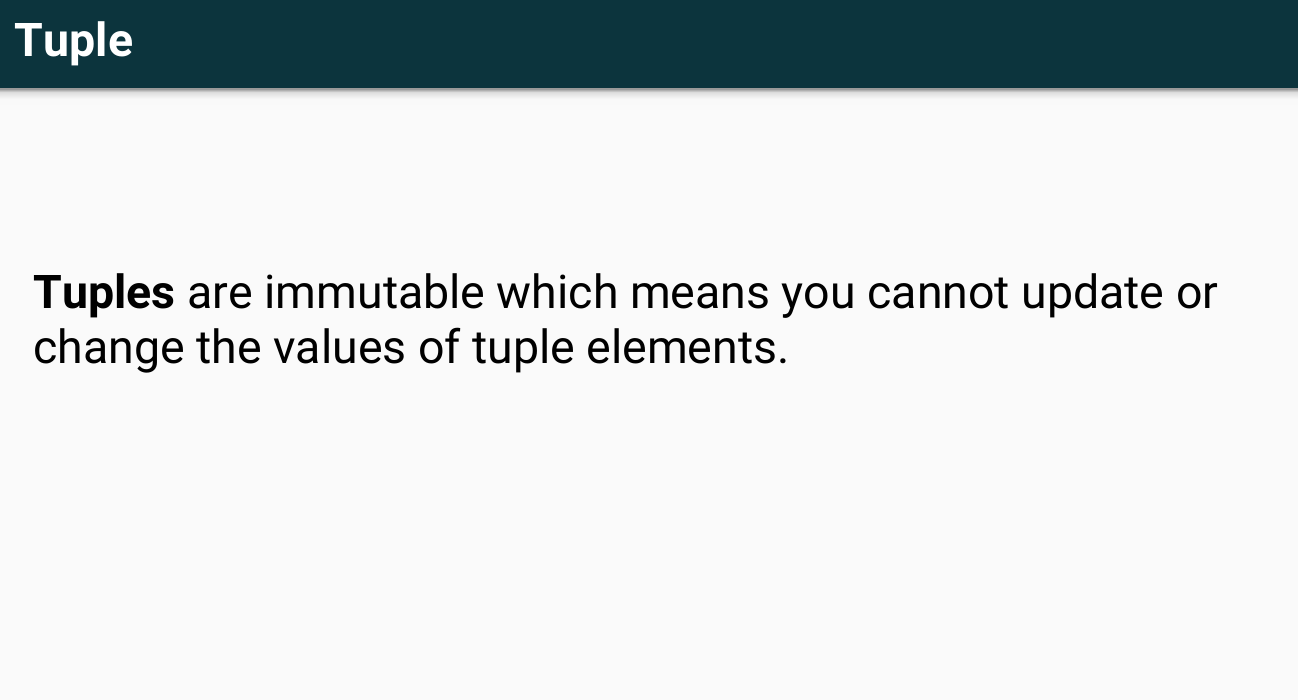 Tuple
Tuples are immutable which means you cannot update or
change the values of tuple elements.